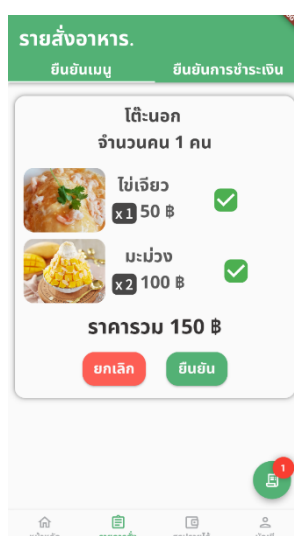 รายสั่งอาหาร.
ยืนยันเมนู
ยืนยันการชำระเงิน
โต๊ะนอก
จำนวนคน 1 คน
ไข่เจียว
x 1 50 ฿
มะม่วง
x 2 100 ฿
ราคารวม 150 ฿
ยกเลิก
ยืนยัน
1